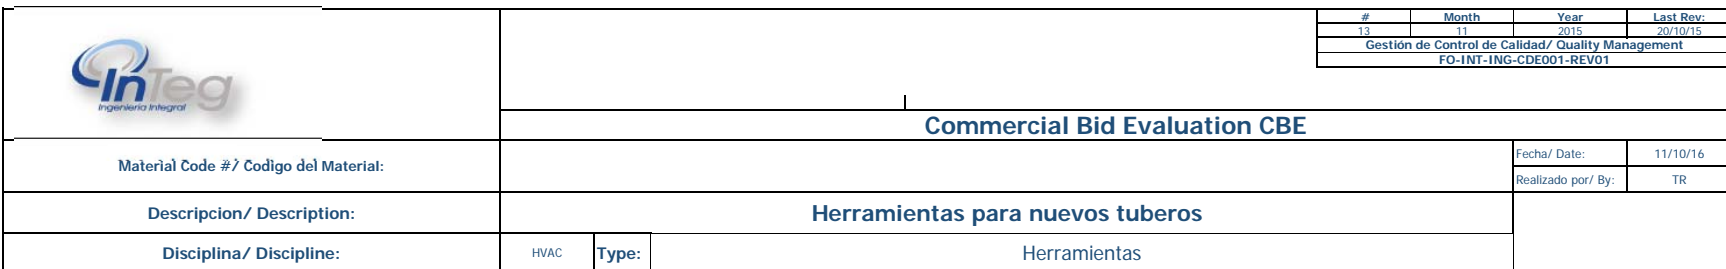 # Month Year Last Rev:
13 11 2015 20/10/15
Gestión de Control de Calidad/ Quality Management
FO-INT-ING-CDE001-REV01
InTeg
Ingeniería Integral
Commercial Bid Evaluation CBE
Material Code #/ Codigo del Material:
Fecha/ Date: 11/10/16
Realizado por/ By: TR
Descripcion/ Description: Herramientas para nuevos tuberos
Disciplina/ Discipline: HVAC Type: Herramientas